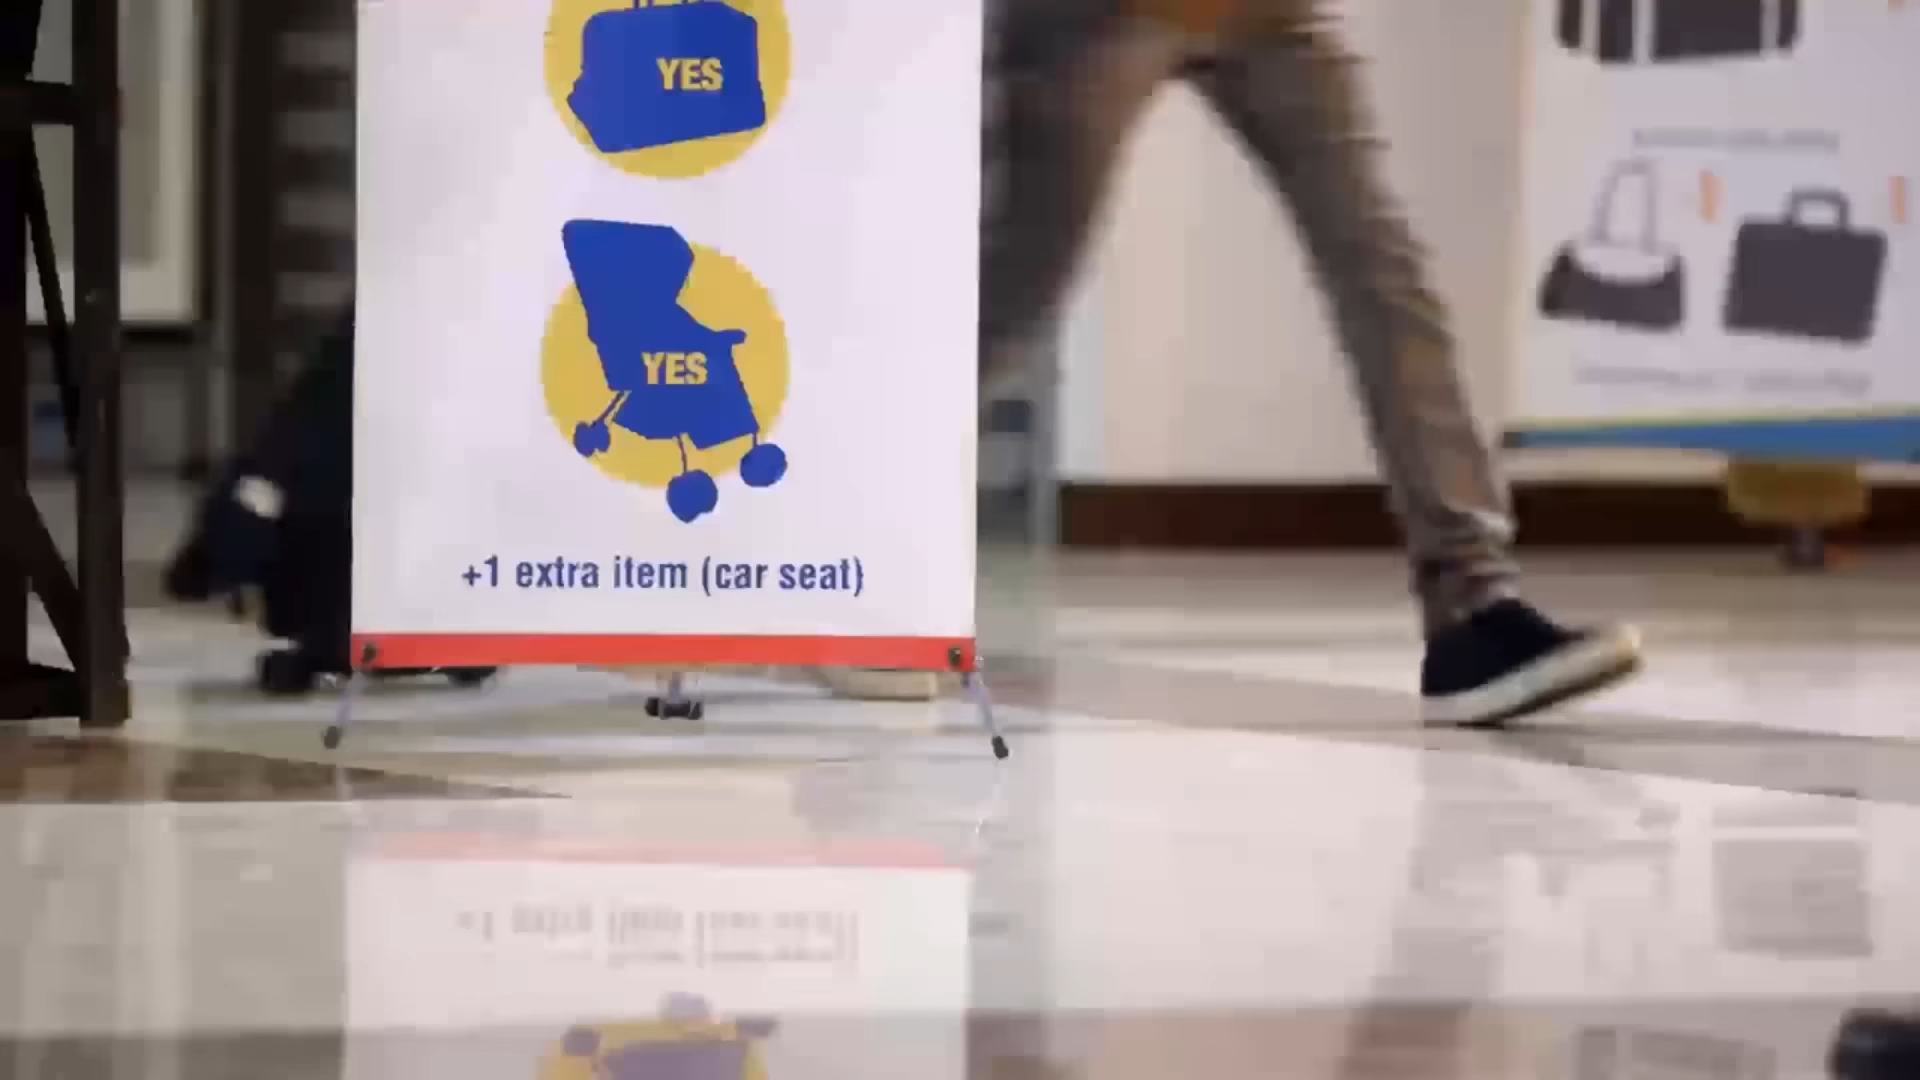 YES
YES
+1 extra item (car seat)